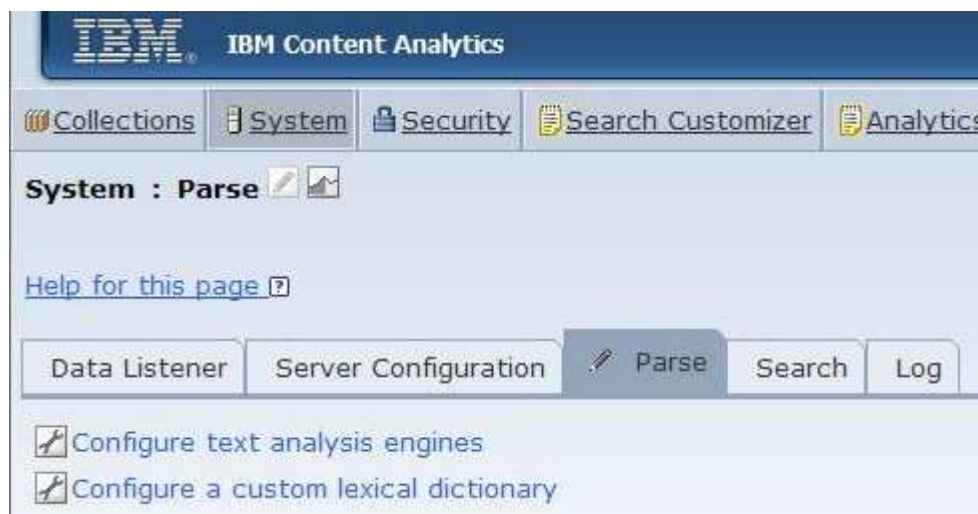 IBM® IBM Content Analytics
Collections System Security Search Customizer Analytics
System : Parse
Help for this page ?
Data Listener Server Configuration Parse Search Log
Configure text analysis engines
Configure a custom lexical dictionary